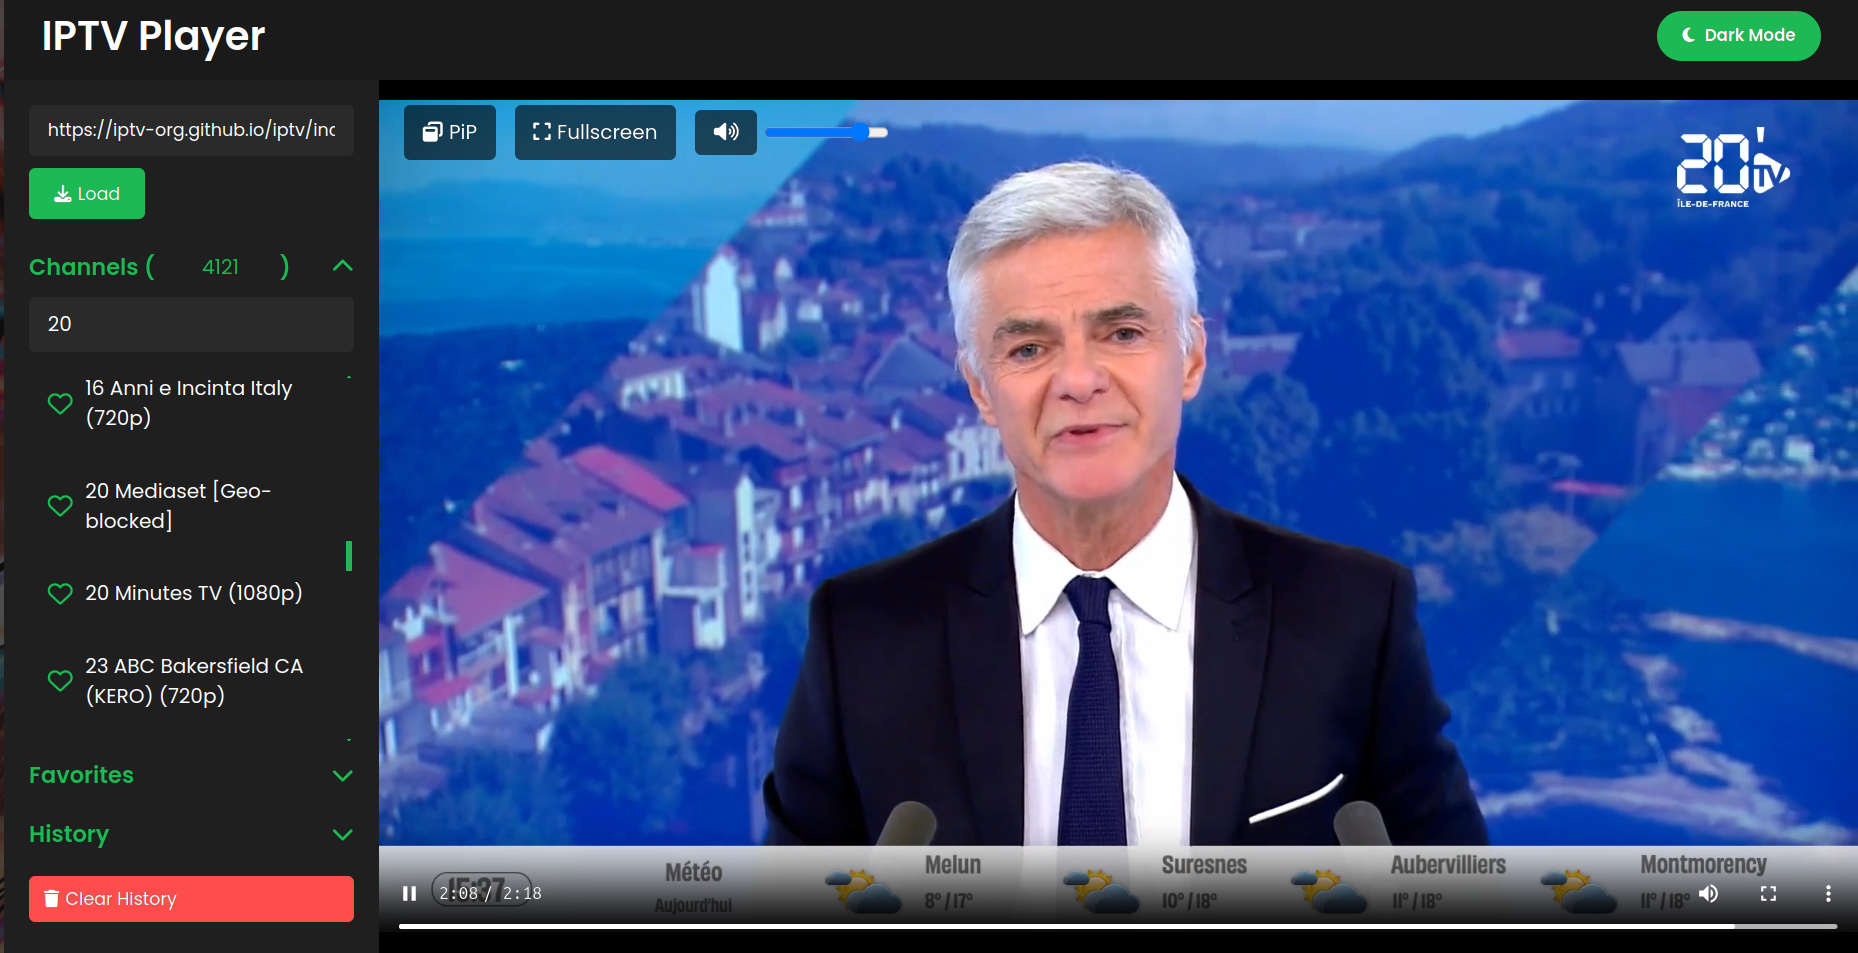 IPTV Player
Dark Mode
https://iptv-org.github.io/iptv/inc
Load
Channels ( 4121 )
20
16 Anni e Incinta Italy
(720p)
20 Mediaset [Geo-
blocked]
20 Minutes TV (1080p)
23 ABC Bakersfield CA
(KERO) (720p)
Favorites
History
Clear History
PiP
Fullscreen
20'
TV
ÎLE-DE-FRANCE
15:37
2:08 / 2:18
Météo
Aujourd'hui
Melun
8° / 17°
Suresnes
10° / 18°
Aubervilliers
11° / 18°
Montmorency
11° / 18°